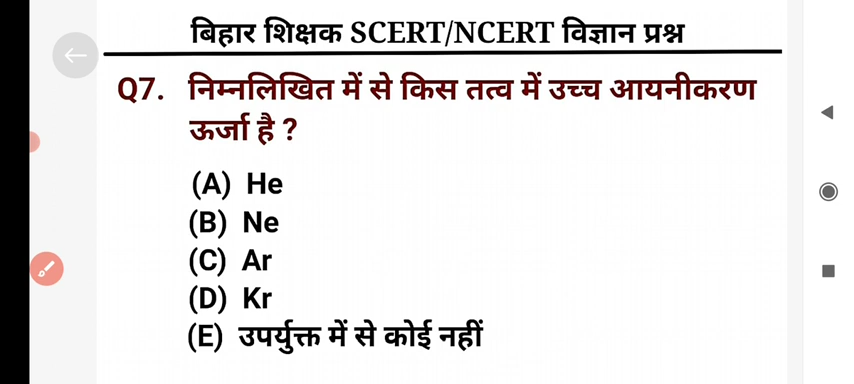 बिहार शिक्षक SCERT/NCERT विज्ञान प्रश्न
Q7. निम्नलिखित में से किस तत्व में उच्च आयनीकरण
ऊर्जा है ?
(A) He
(B) Ne
(C) Ar
(D) Kr
(E) उपर्युक्त में से कोई नहीं